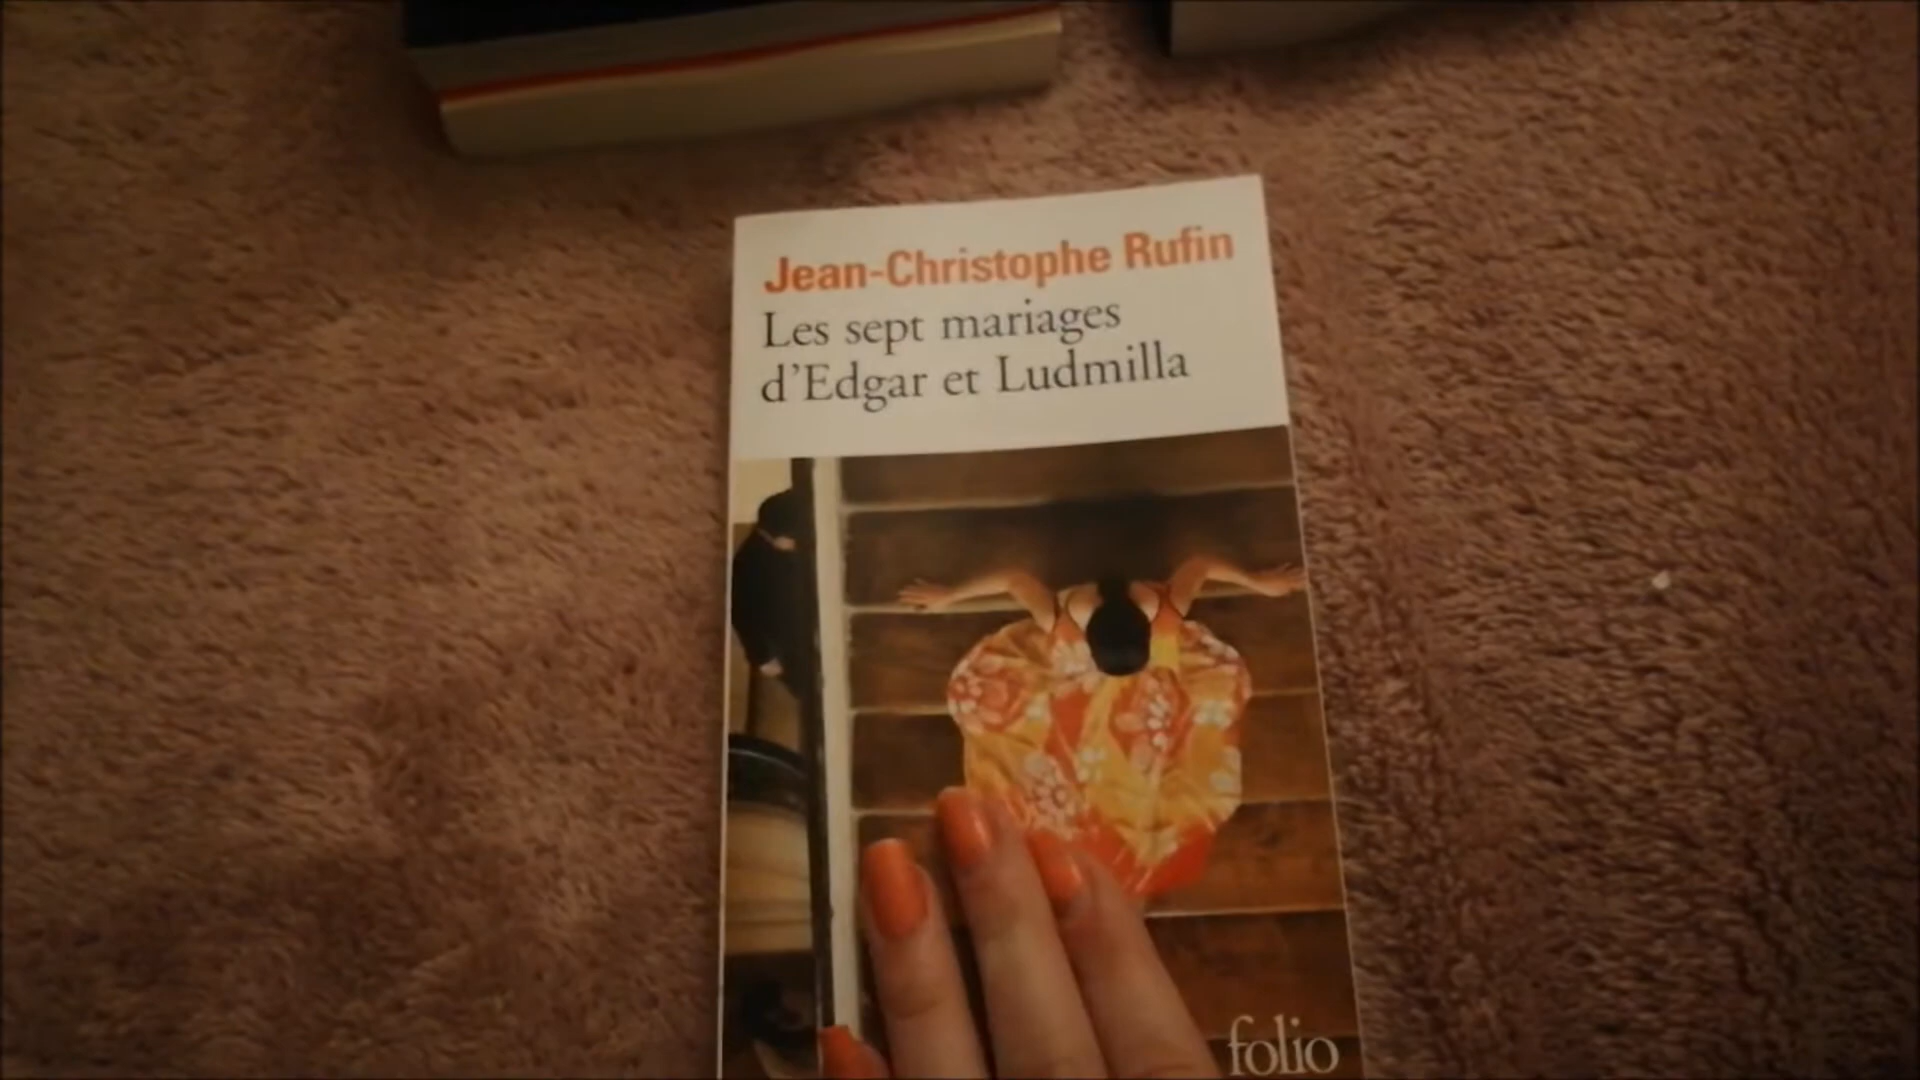 Jean-Christophe Rufin
Les sept mariages
d'Edgar et Ludmilla
folio